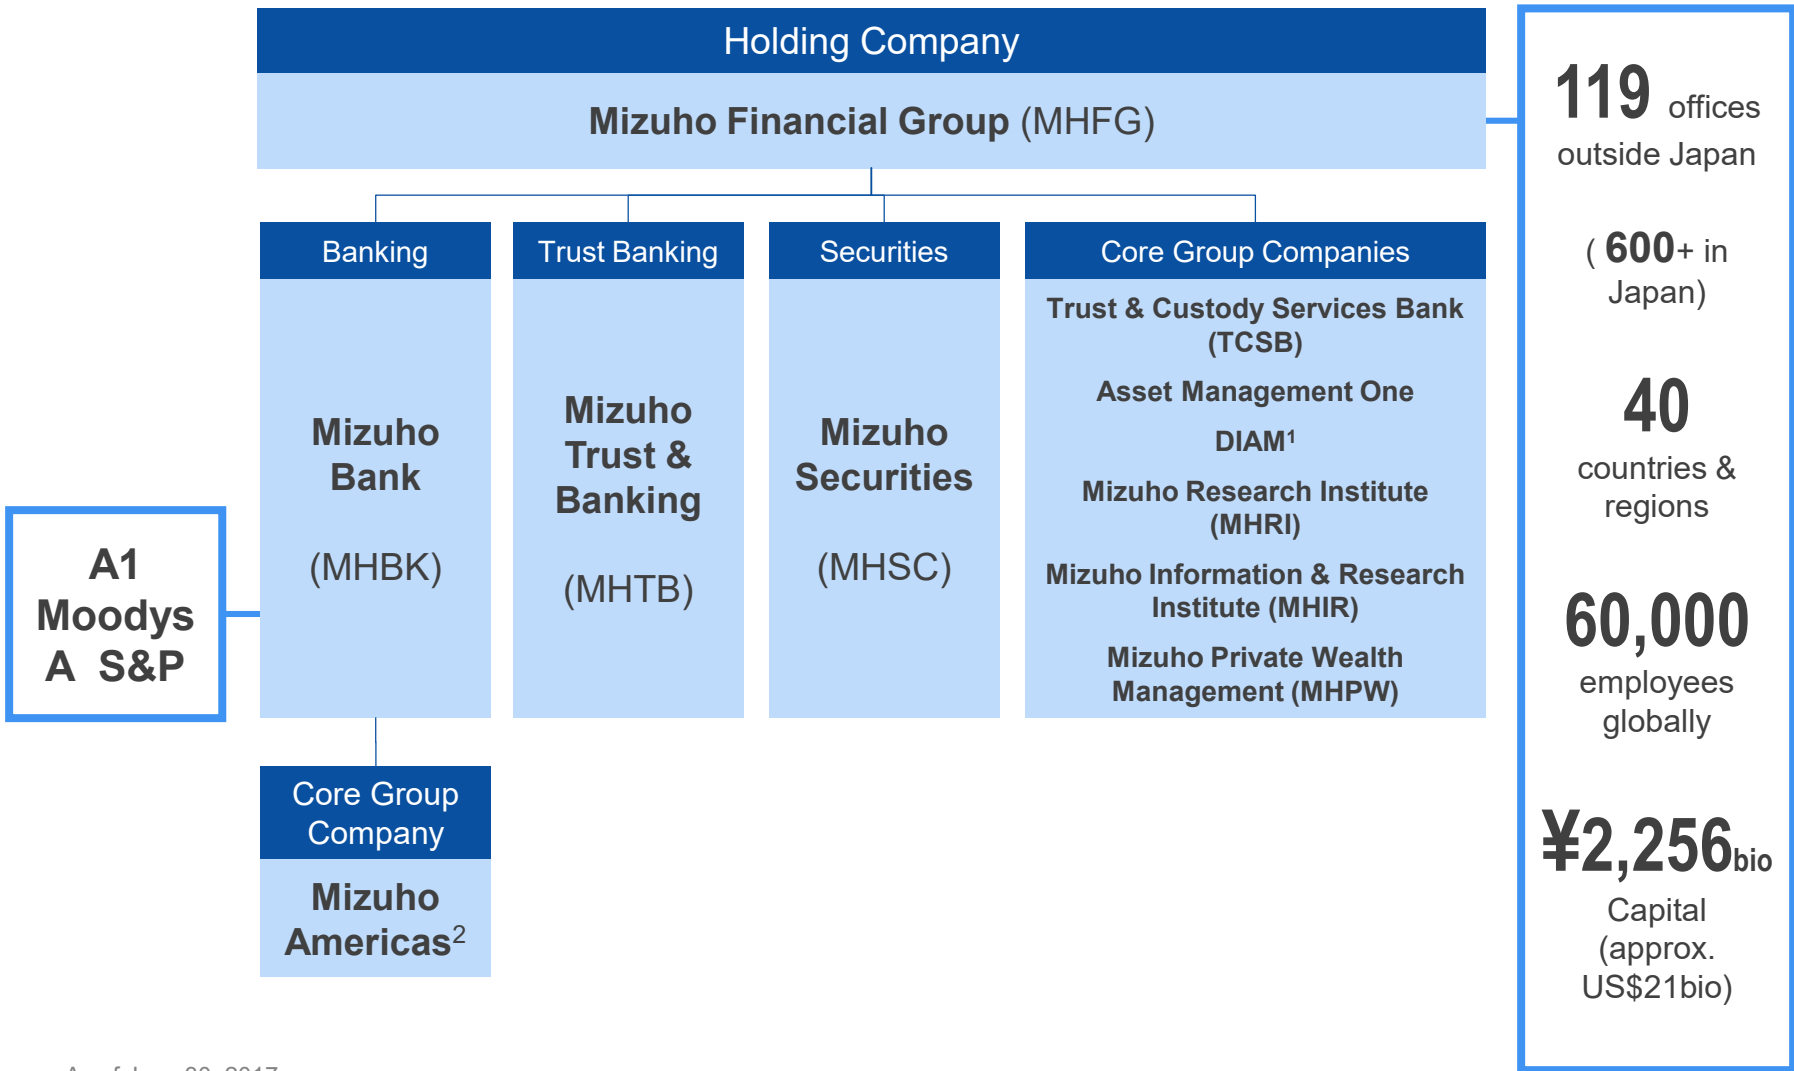 Holding Company
Mizuho Financial Group (MHFG)
Banking
Mizuho
Bank
(MHBK)
Trust Banking
Mizuho
Trust &
Banking
(MHTB)
Securities
Mizuho
Securities
(MHSC)
Core Group Companies
Trust & Custody Services Bank
(TCSB)
Asset Management One
DIAM¹
Mizuho Research Institute
(MHRI)
Mizuho Information & Research
Institute (MHIR)
Mizuho Private Wealth
Management (MHPW)
A1
Moodys
A S&P
Core Group
Company
Mizuho
Americas²
119 offices
outside Japan
( 600+ in
Japan)
40
countries &
regions
60,000
employees
globally
¥2,256bio
Capital
(approx.
US$21bio)